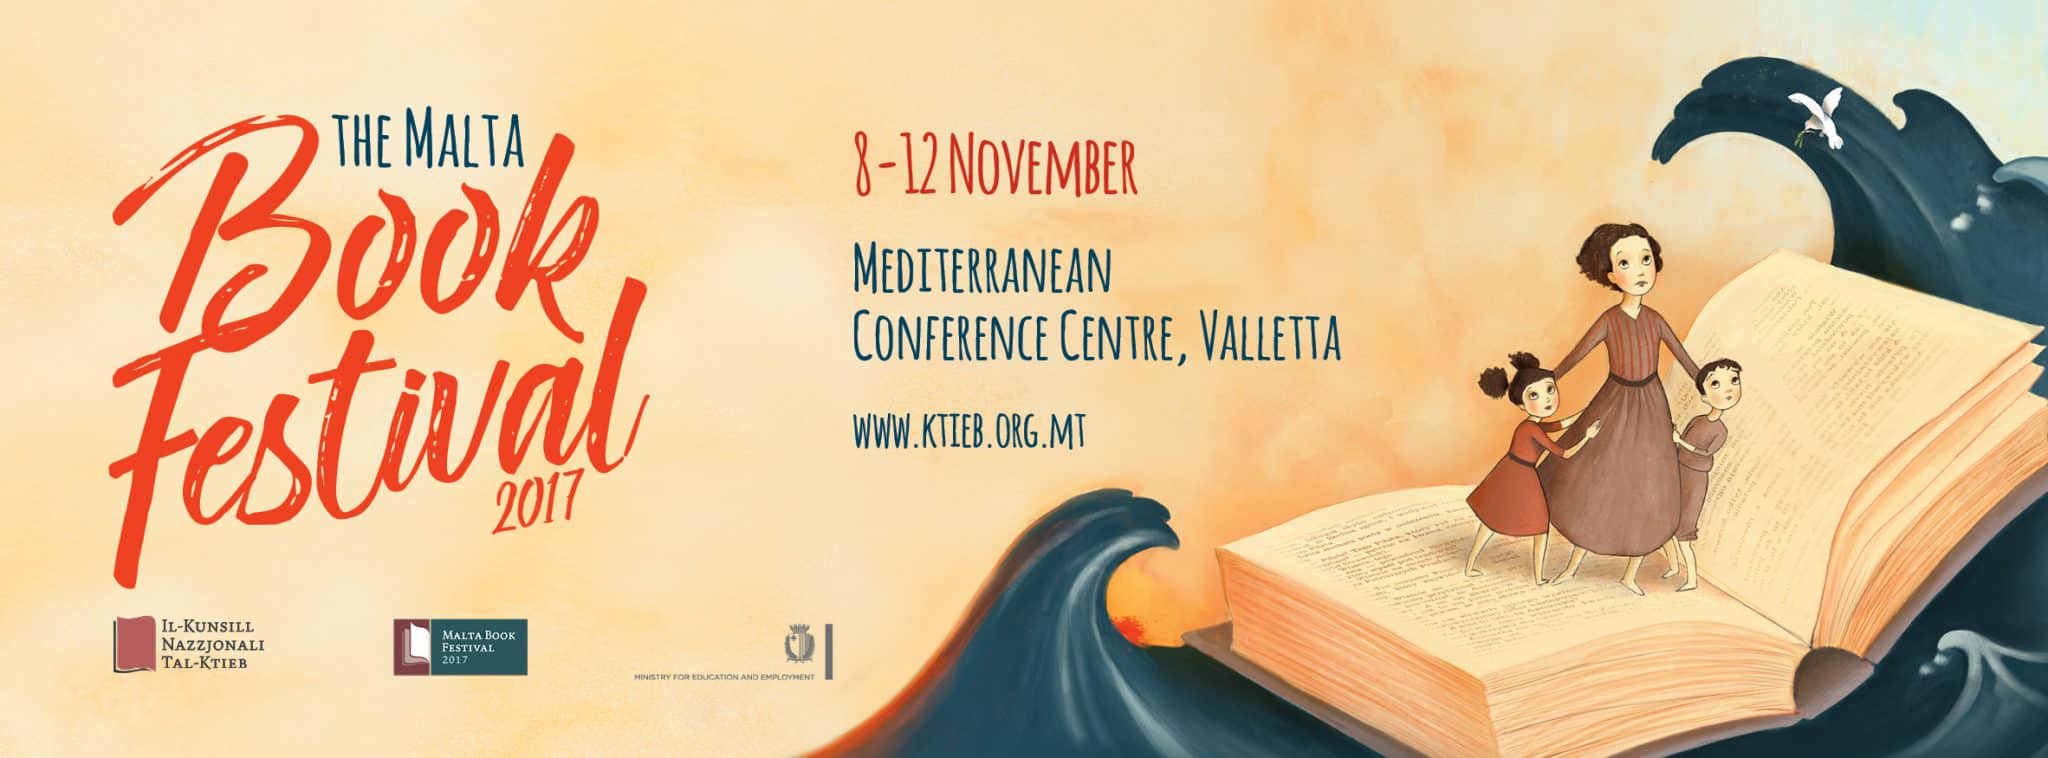 THE MALTA
Book
Festival
2017
8-12 NOVEMBER
MEDITERRANEAN
CONFERENCE CENTRE, VALLETTA
WWW.KTIEB.ORG.MT
IL-KUNSILL
NAZZJONALI
TAL-KTIEB
MALTA BOOK
FESTIVAL
2017
MINISTRY FOR EDUCATION AND EMPLOYMENT